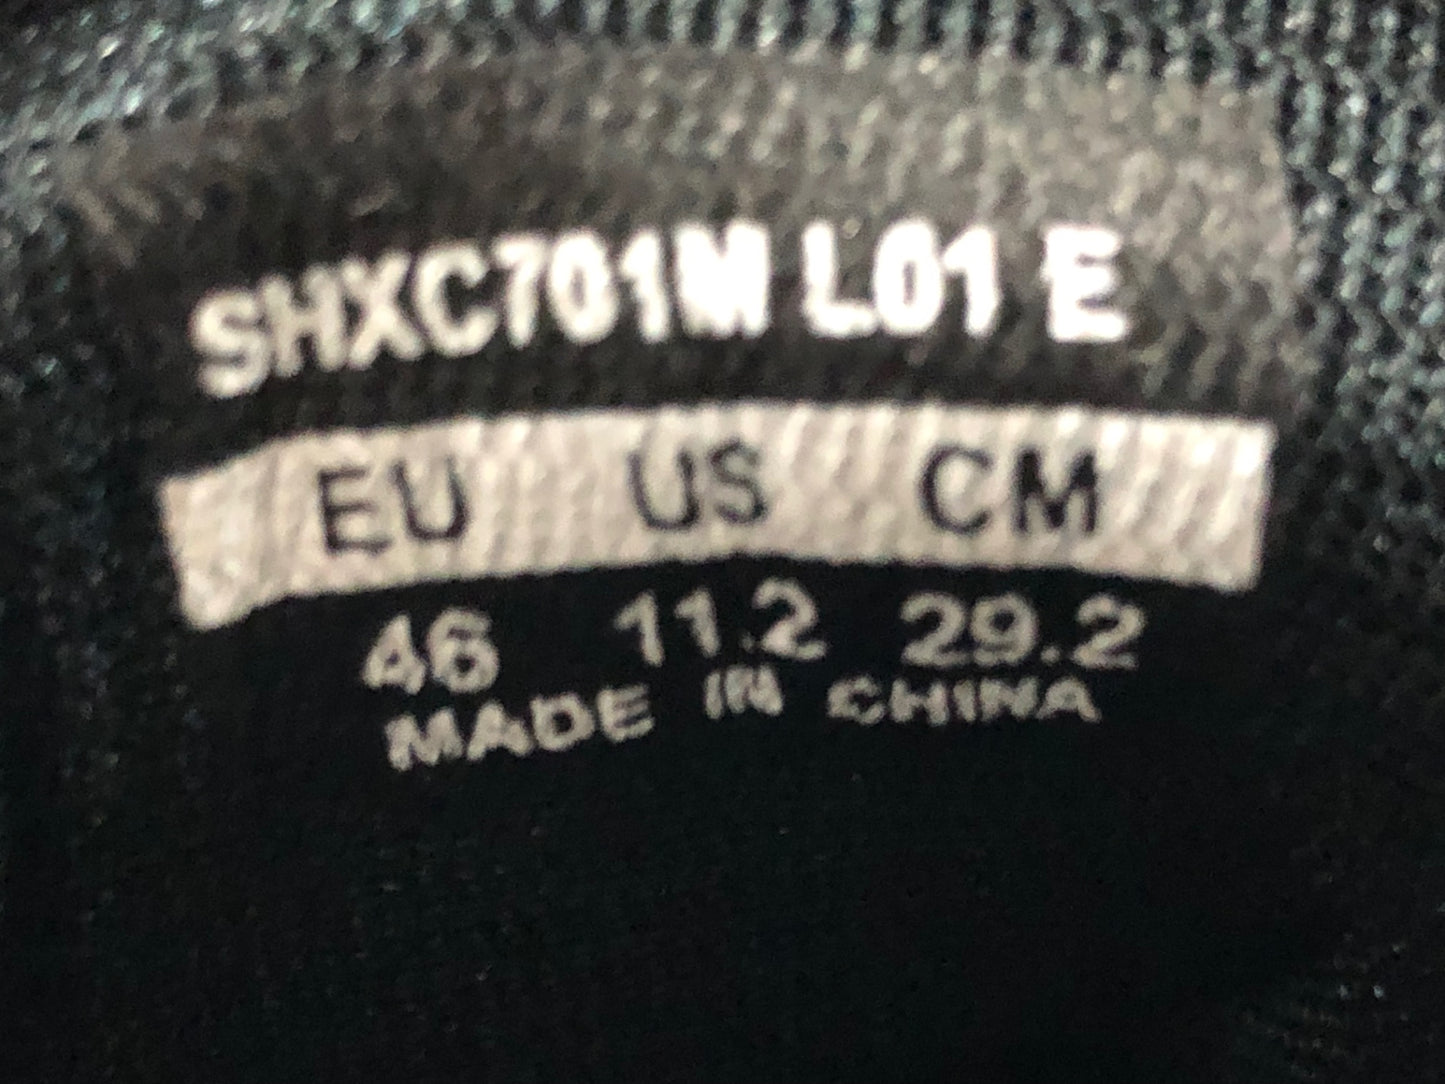 SHXC701M L01 E
EU US CM
46 11.2 29.2
MADE IN CHINA